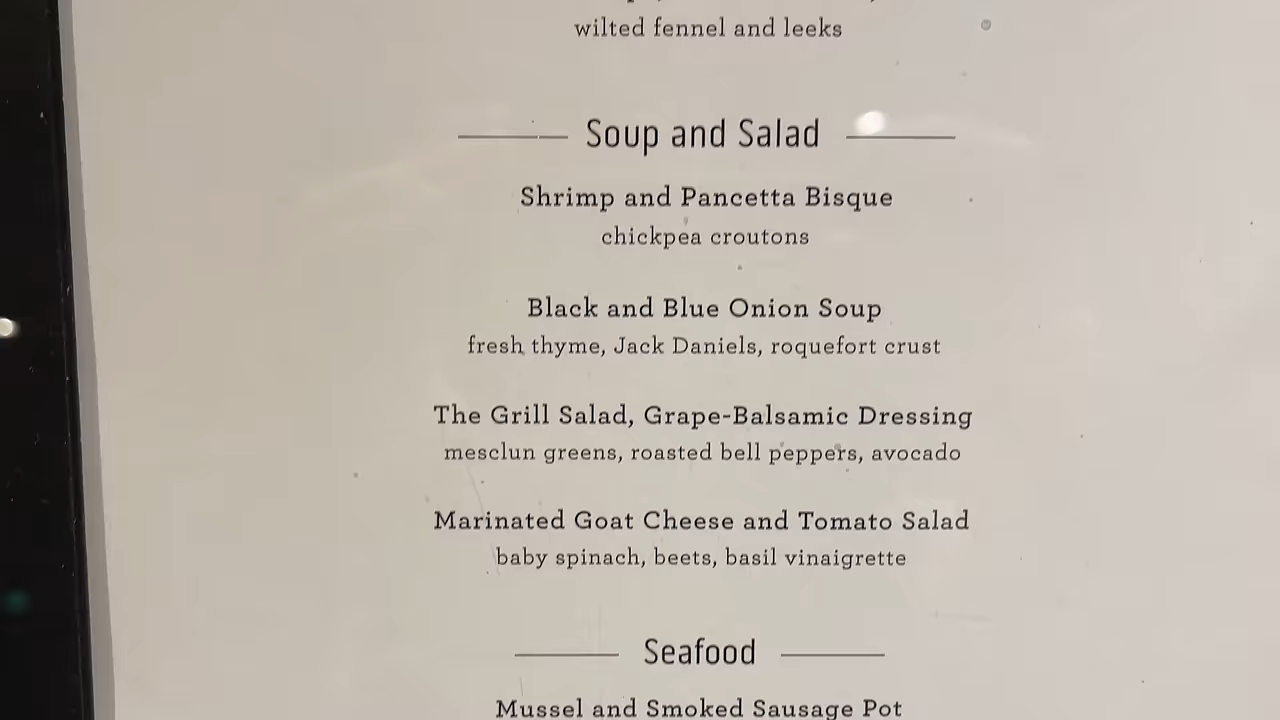 wilted fennel and leeks
Soup and Salad
Shrimp and Pancetta Bisque
chickpea croutons
Black and Blue Onion Soup
fresh thyme, Jack Daniels, roquefort crust
The Grill Salad, Grape-Balsamic Dressing
mesclun greens, roasted bell peppers, avocado
Marinated Goat Cheese and Tomato Salad
baby spinach, beets, basil vinaigrette
Seafood
Mussel and Smoked Sausage Pot